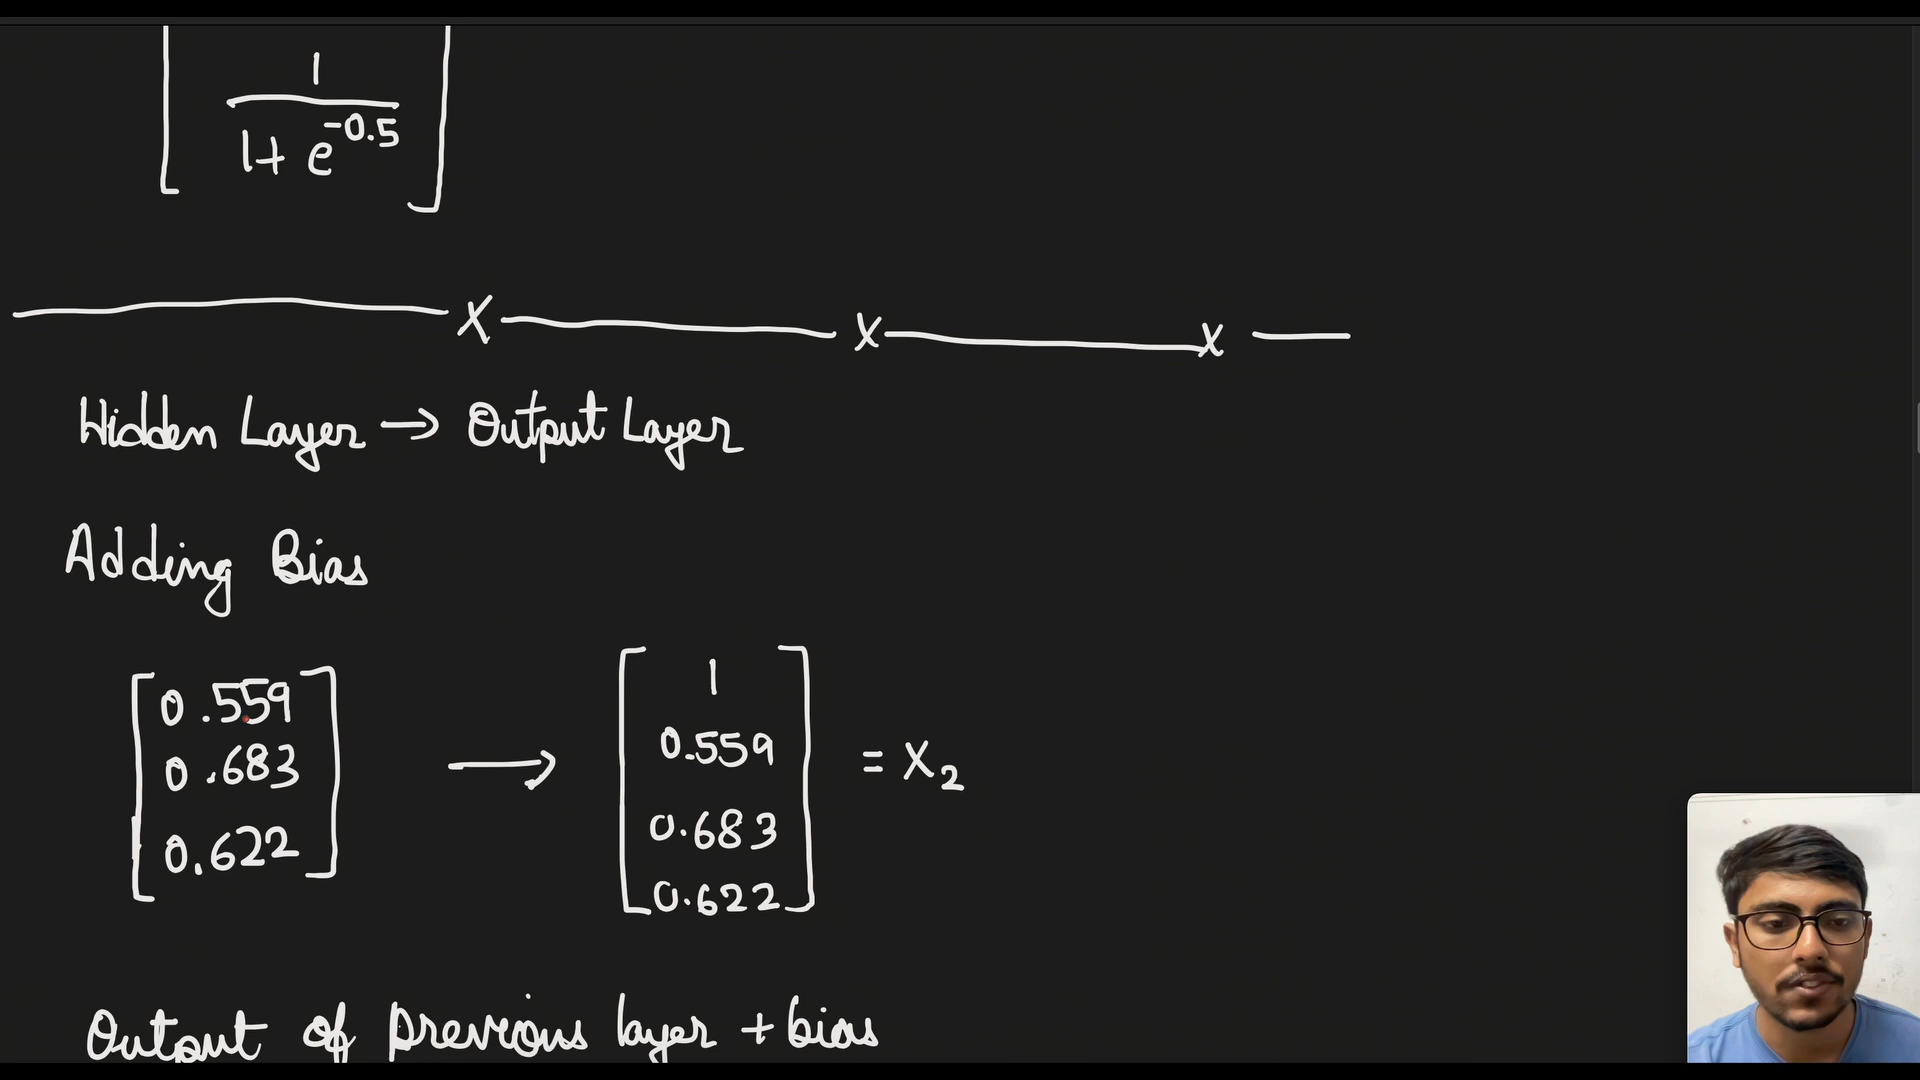 1
1+ e^-0.5
x x x
Hidden Layer → Output Layer
Adding Bias
0.559
0.683
0.622
→
1
0.559
0.683
0.622
= X₂
Output of previous layer + bias